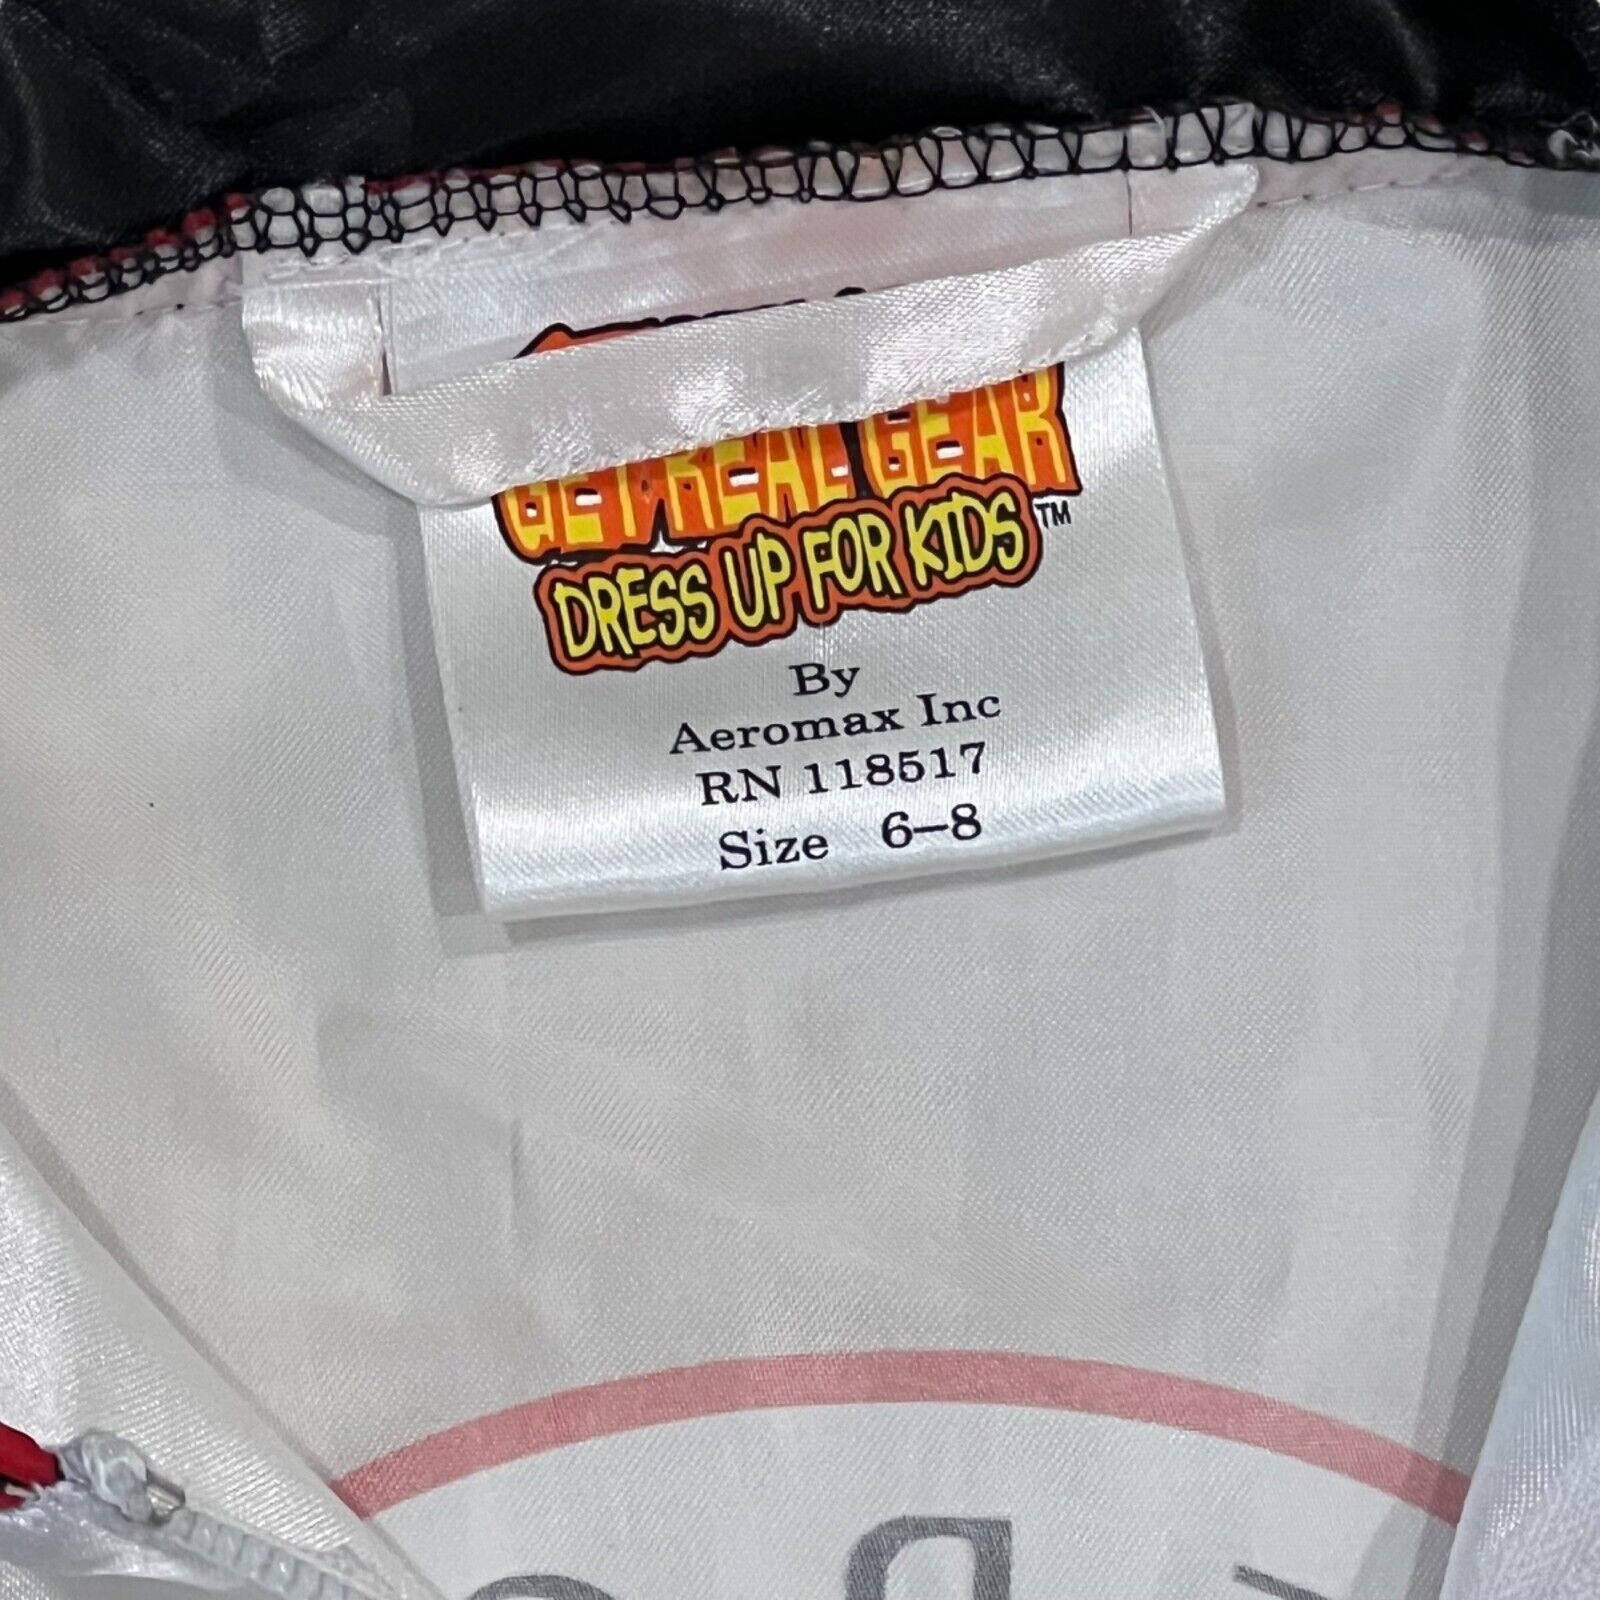 GET REAL GEAR
DRESS UP FOR KIDS™
By
Aeromax Inc
RN 118517
Size 6-8